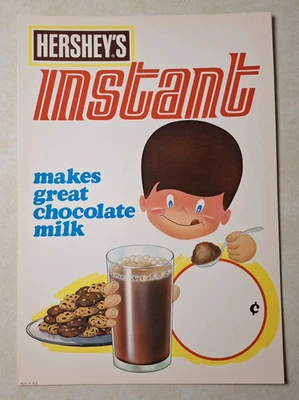 HERSHEY'S
instant
makes
great
chocolate
milk
¢